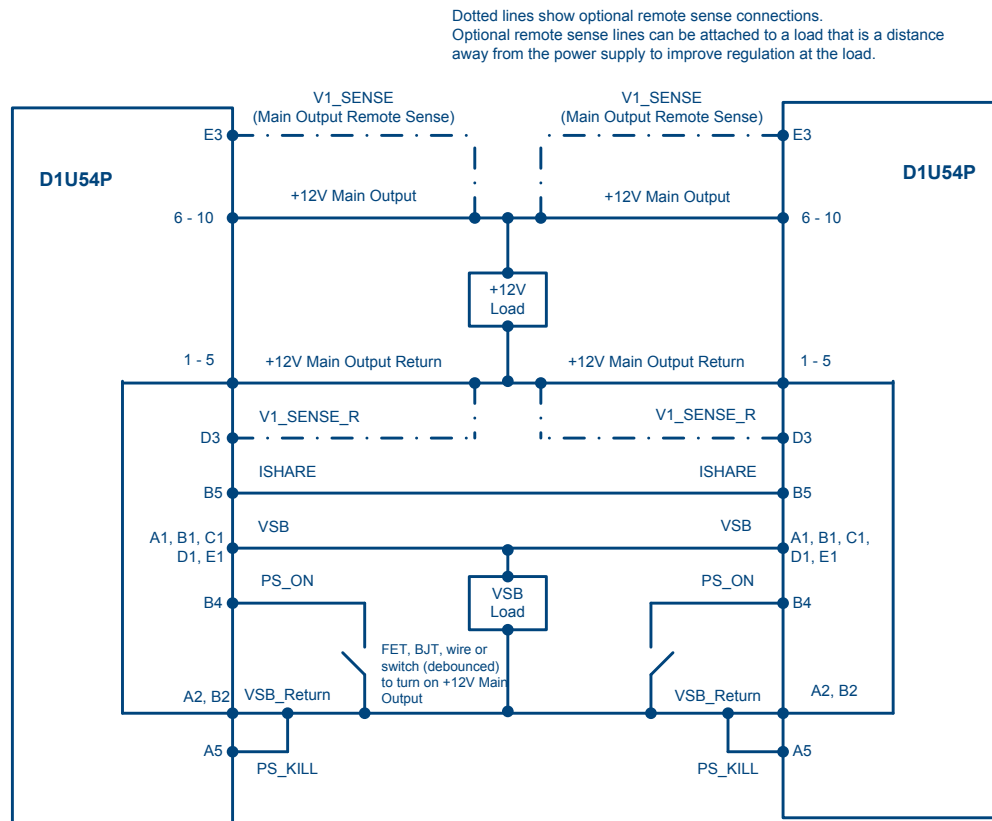 Dotted lines show optional remote sense connections.
Optional remote sense lines can be attached to a load that is a distance
away from the power supply to improve regulation at the load.
V1_SENSE
(Main Output Remote Sense)
V1_SENSE
(Main Output Remote Sense)
E3
E3
D1U54P
D1U54P
+12V Main Output
+12V Main Output
6 - 10
6 - 10
+12V
Load
1 - 5
+12V Main Output Return
+12V Main Output Return
1 - 5
V1_SENSE_R
V1_SENSE_R
D3
D3
ISHARE
ISHARE
B5
B5
VSB
VSB
A1, B1, C1
D1, E1
A1, B1, C1,
D1, E1
PS_ON
PS_ON
VSB
Load
B4
B4
FET, BJT, wire or
switch (debounced)
to turn on +12V Main
Output
A2, B2
VSB_Return
VSB_Return
A2, B2
A5
A5
PS_KILL
PS_KILL